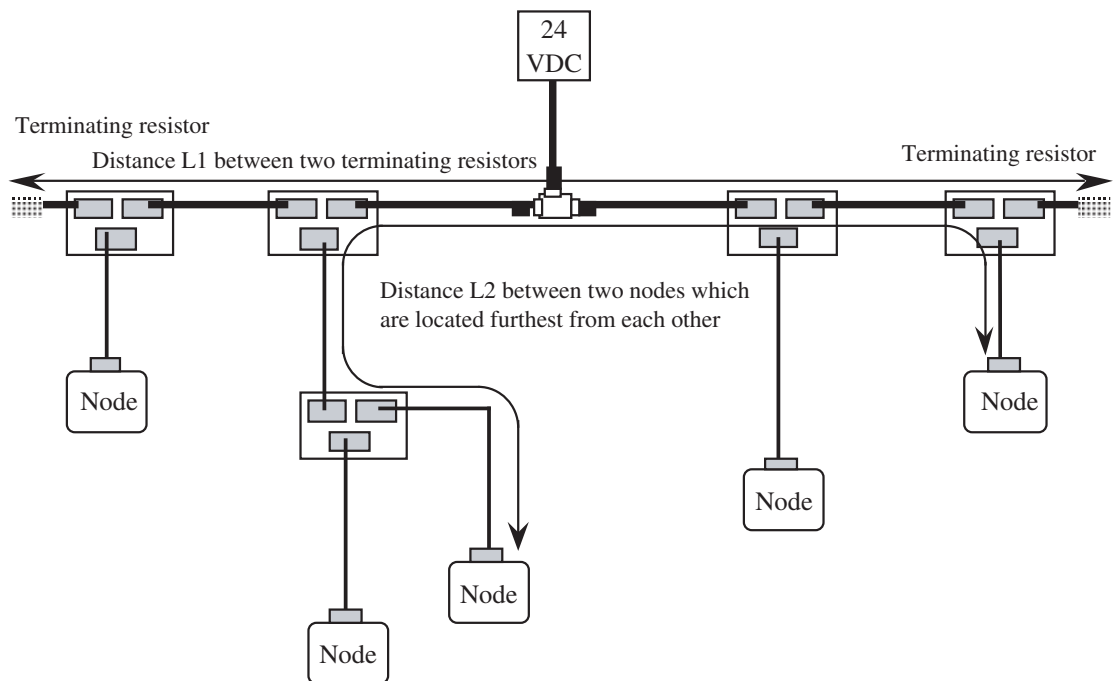 24
VDC
Terminating resistor
Distance L1 between two terminating resistors
Terminating resistor
Distance L2 between two nodes which
are located furthest from each other
Node
Node
Node
Node
Node